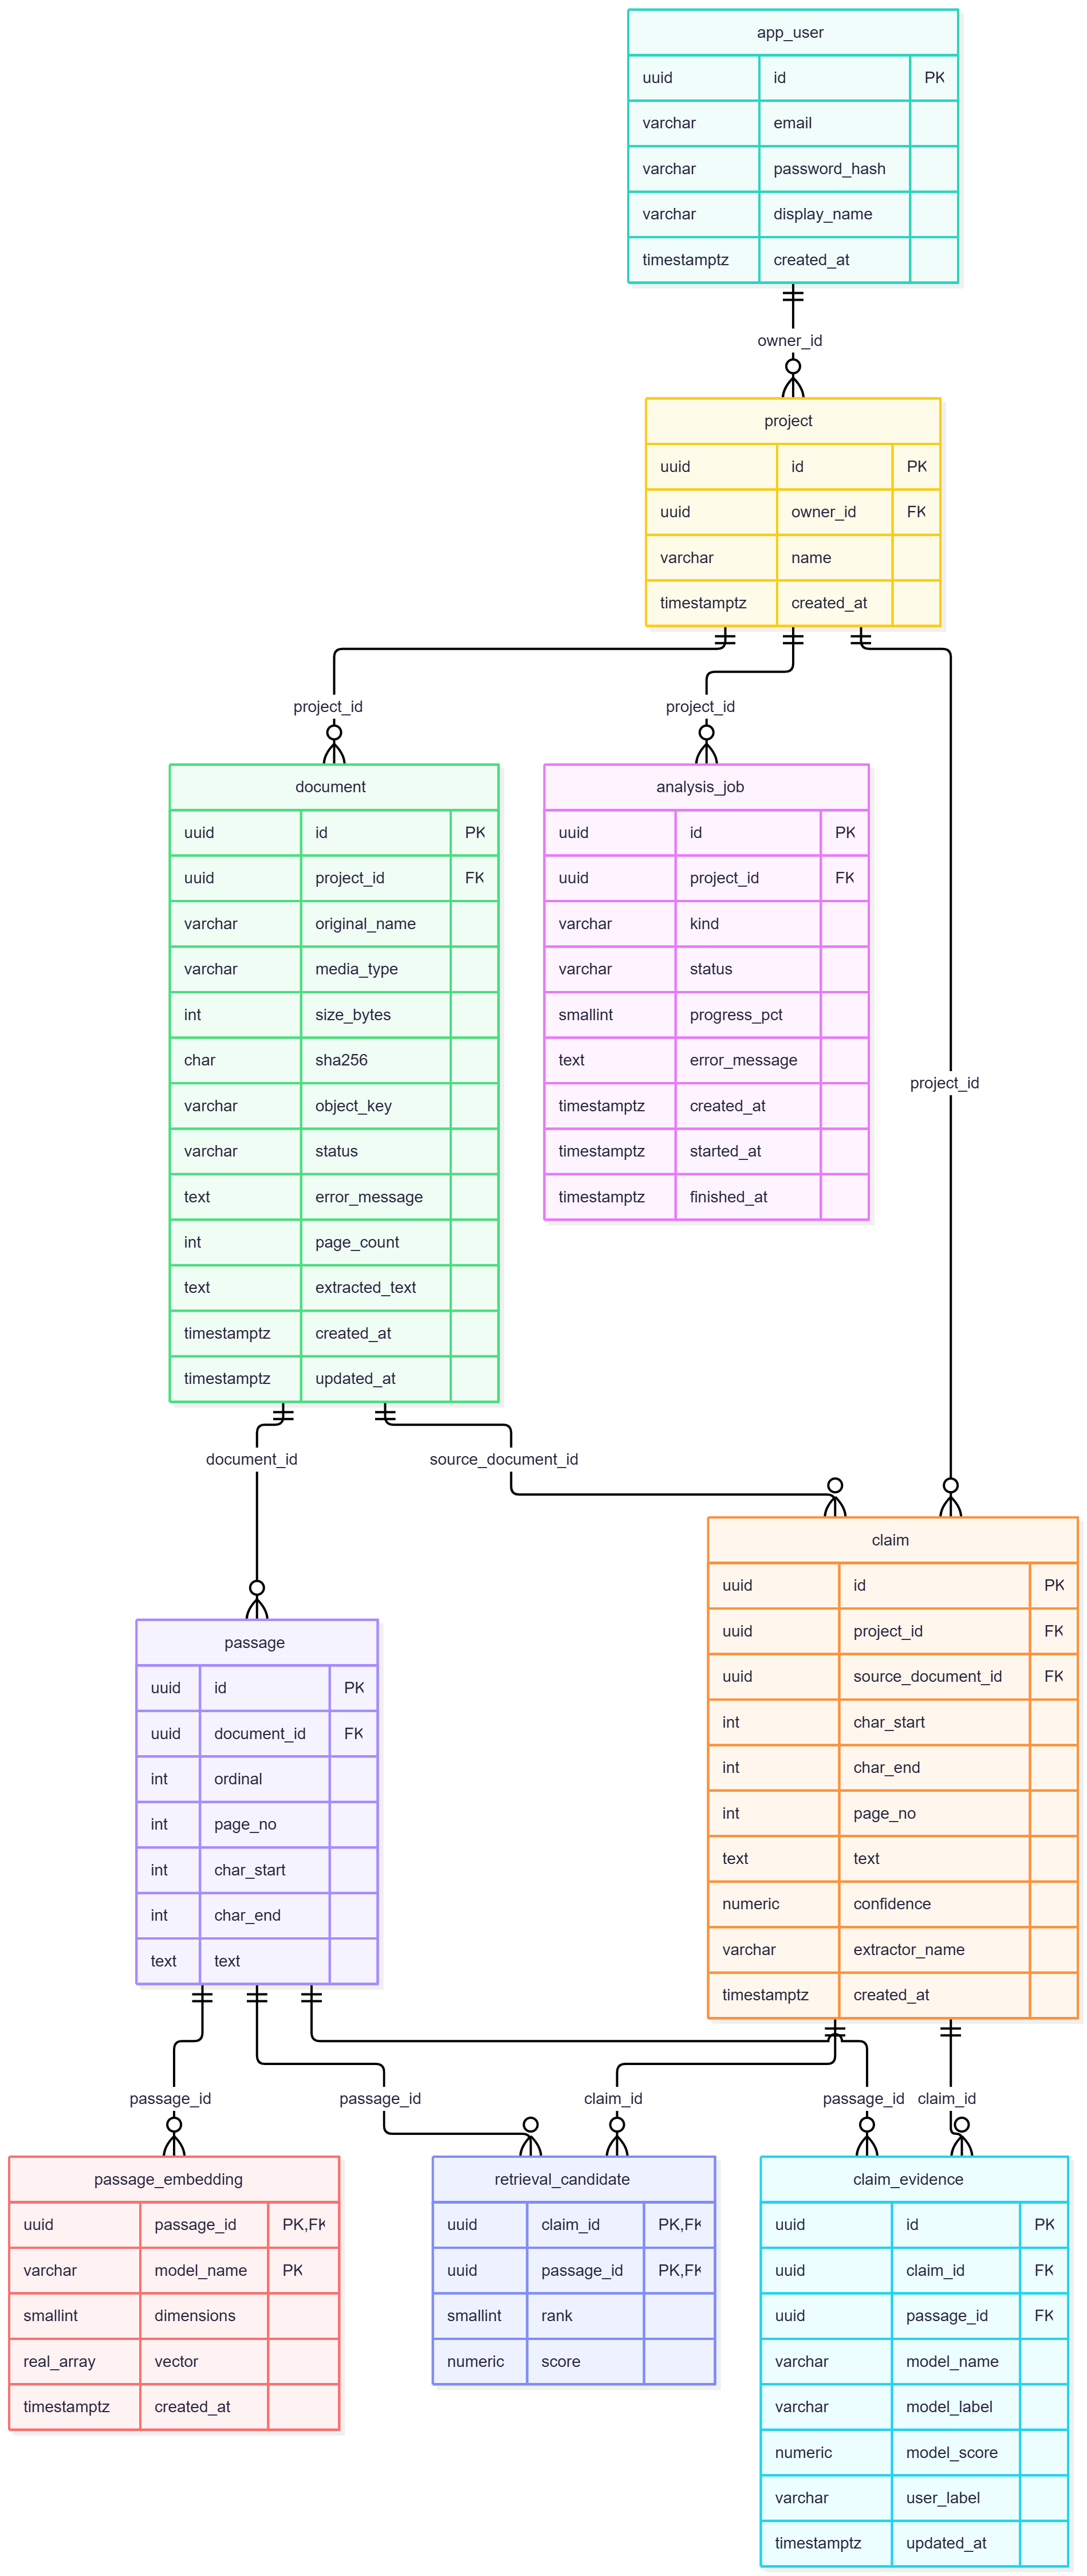 app_user
uuid id PK
varchar email
varchar password_hash
varchar display_name
timestamptz created_at
owner_id
project
uuid id PK
uuid owner_id FK
varchar name
timestamptz created_at
project_id
project_id
project_id
document
uuid id PK
uuid project_id FK
varchar original_name
varchar media_type
int size_bytes
char sha256
varchar object_key
varchar status
text error_message
int page_count
text extracted_text
timestamptz created_at
timestamptz updated_at
analysis_job
uuid id PK
uuid project_id FK
varchar kind
varchar status
smallint progress_pct
text error_message
timestamptz created_at
timestamptz started_at
timestamptz finished_at
document_id
source_document_id
passage
uuid id PK
uuid document_id FK
int ordinal
int page_no
int char_start
int char_end
text text
claim
uuid id PK
uuid project_id FK
uuid source_document_id FK
int char_start
int char_end
int page_no
text text
numeric confidence
varchar extractor_name
timestamptz created_at
passage_id
passage_id
claim_id
passage_id
claim_id
passage_embedding
uuid passage_id PK,FK
varchar model_name PK
smallint dimensions
real_array vector
timestamptz created_at
retrieval_candidate
uuid claim_id PK,FK
uuid passage_id PK,FK
smallint rank
numeric score
claim_evidence
uuid id PK
uuid claim_id FK
uuid passage_id FK
varchar model_name
varchar model_label
numeric model_score
varchar user_label
timestamptz updated_at